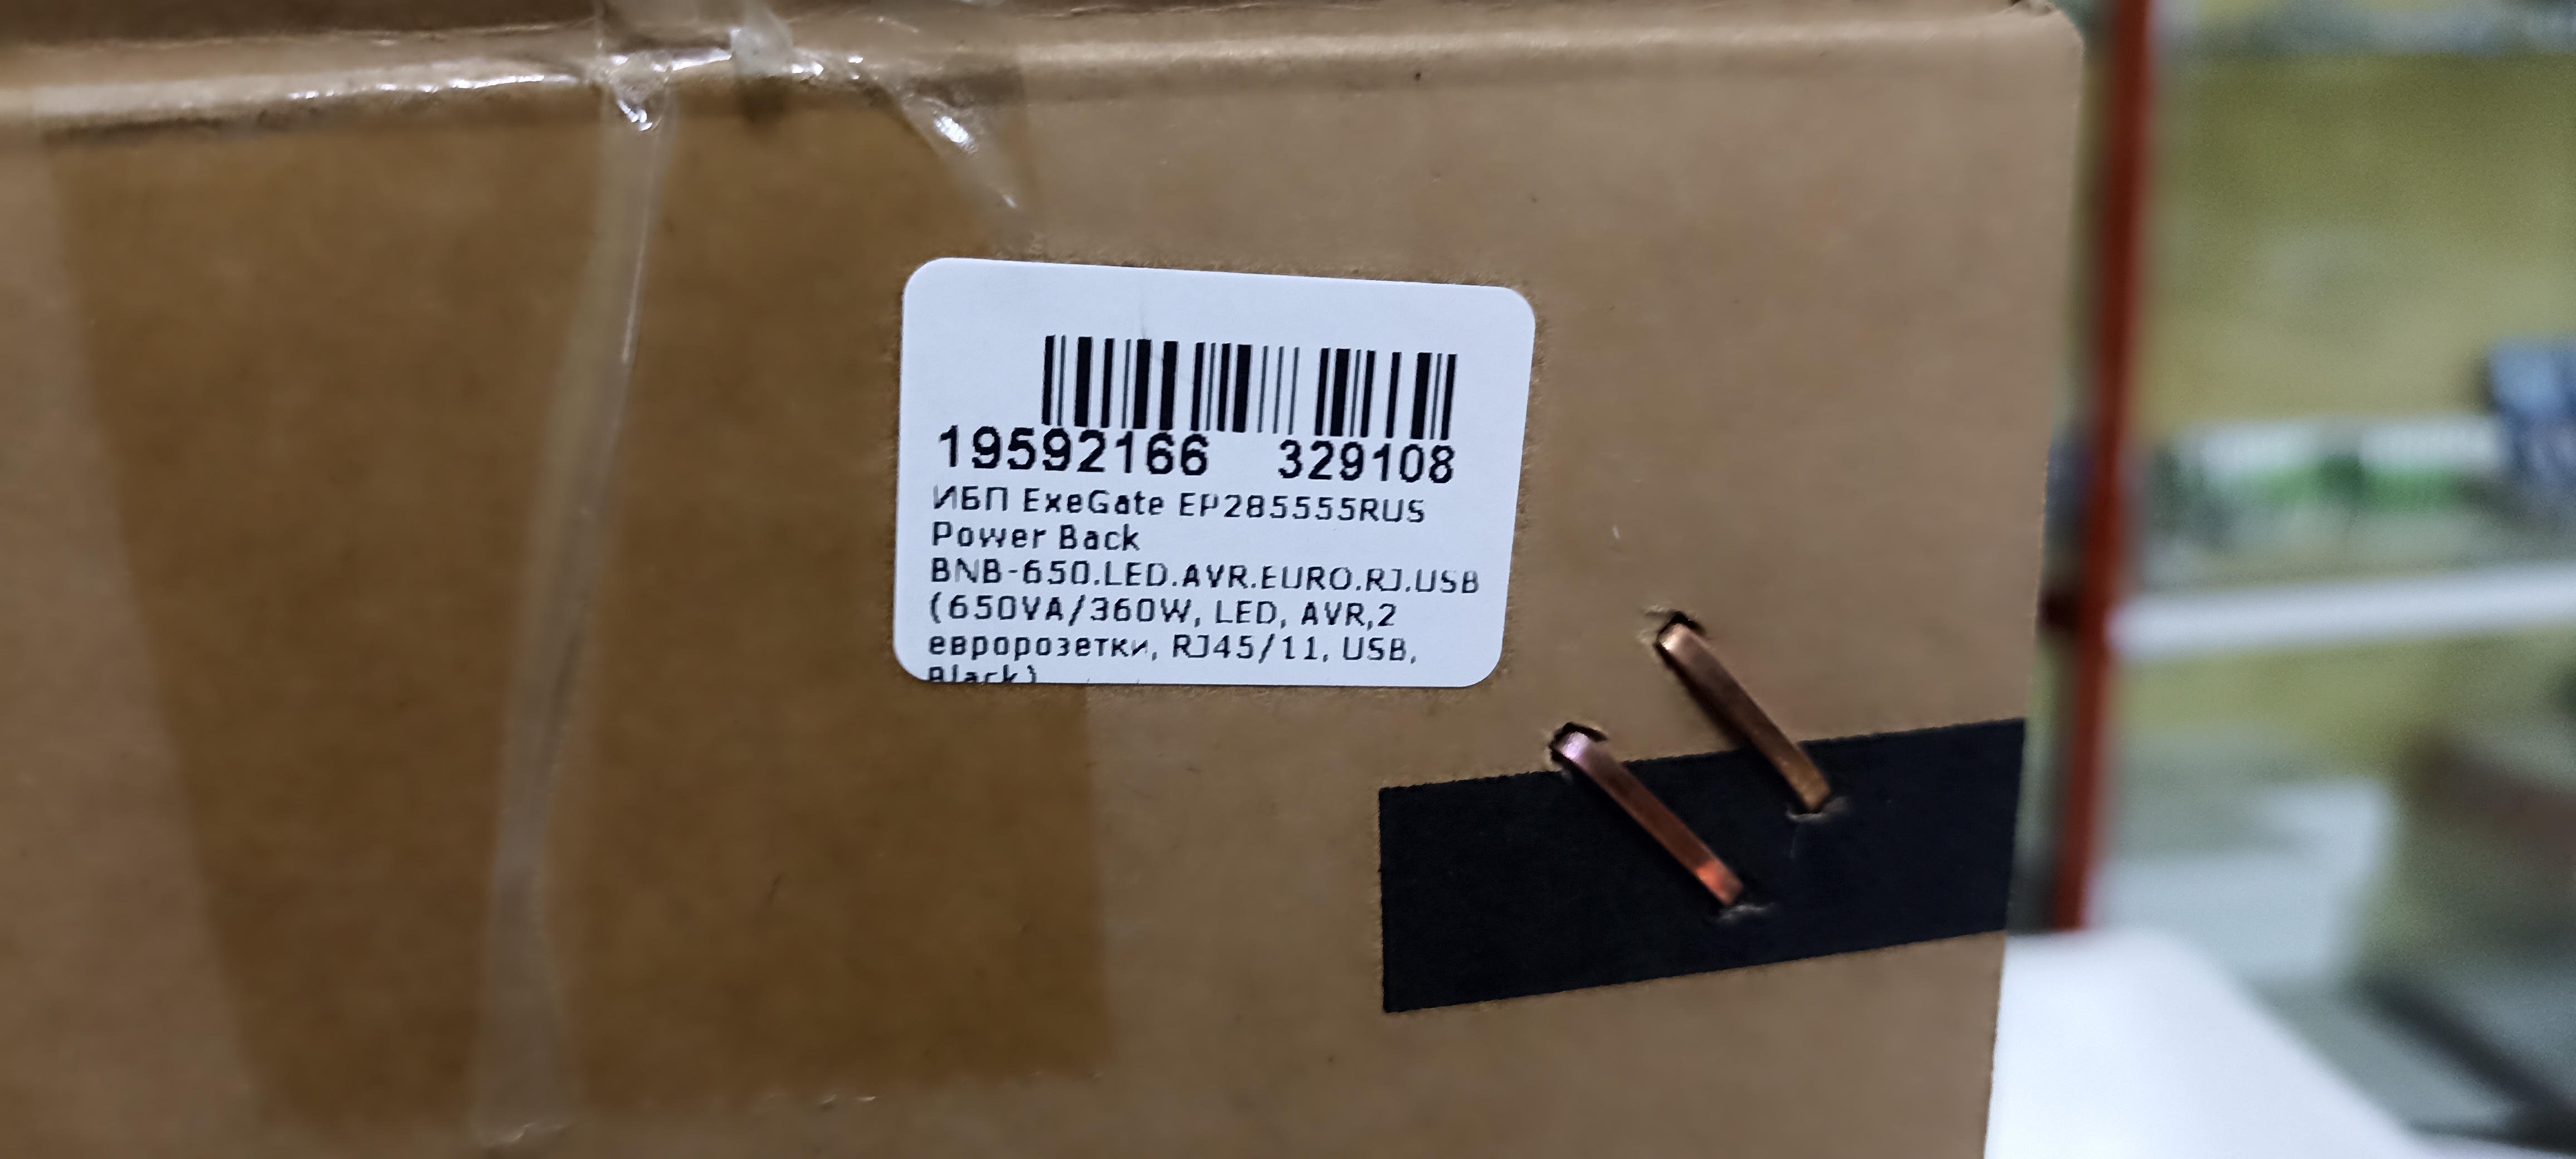 19592166 329108
ИБП ExeGate EP285555RUS
Power Back
BNB-650.LED.AVR.EURO.RJ.USB
(650VA/360W, LED, AVR,2
евророзетки, RJ45/11, USB,
Black)